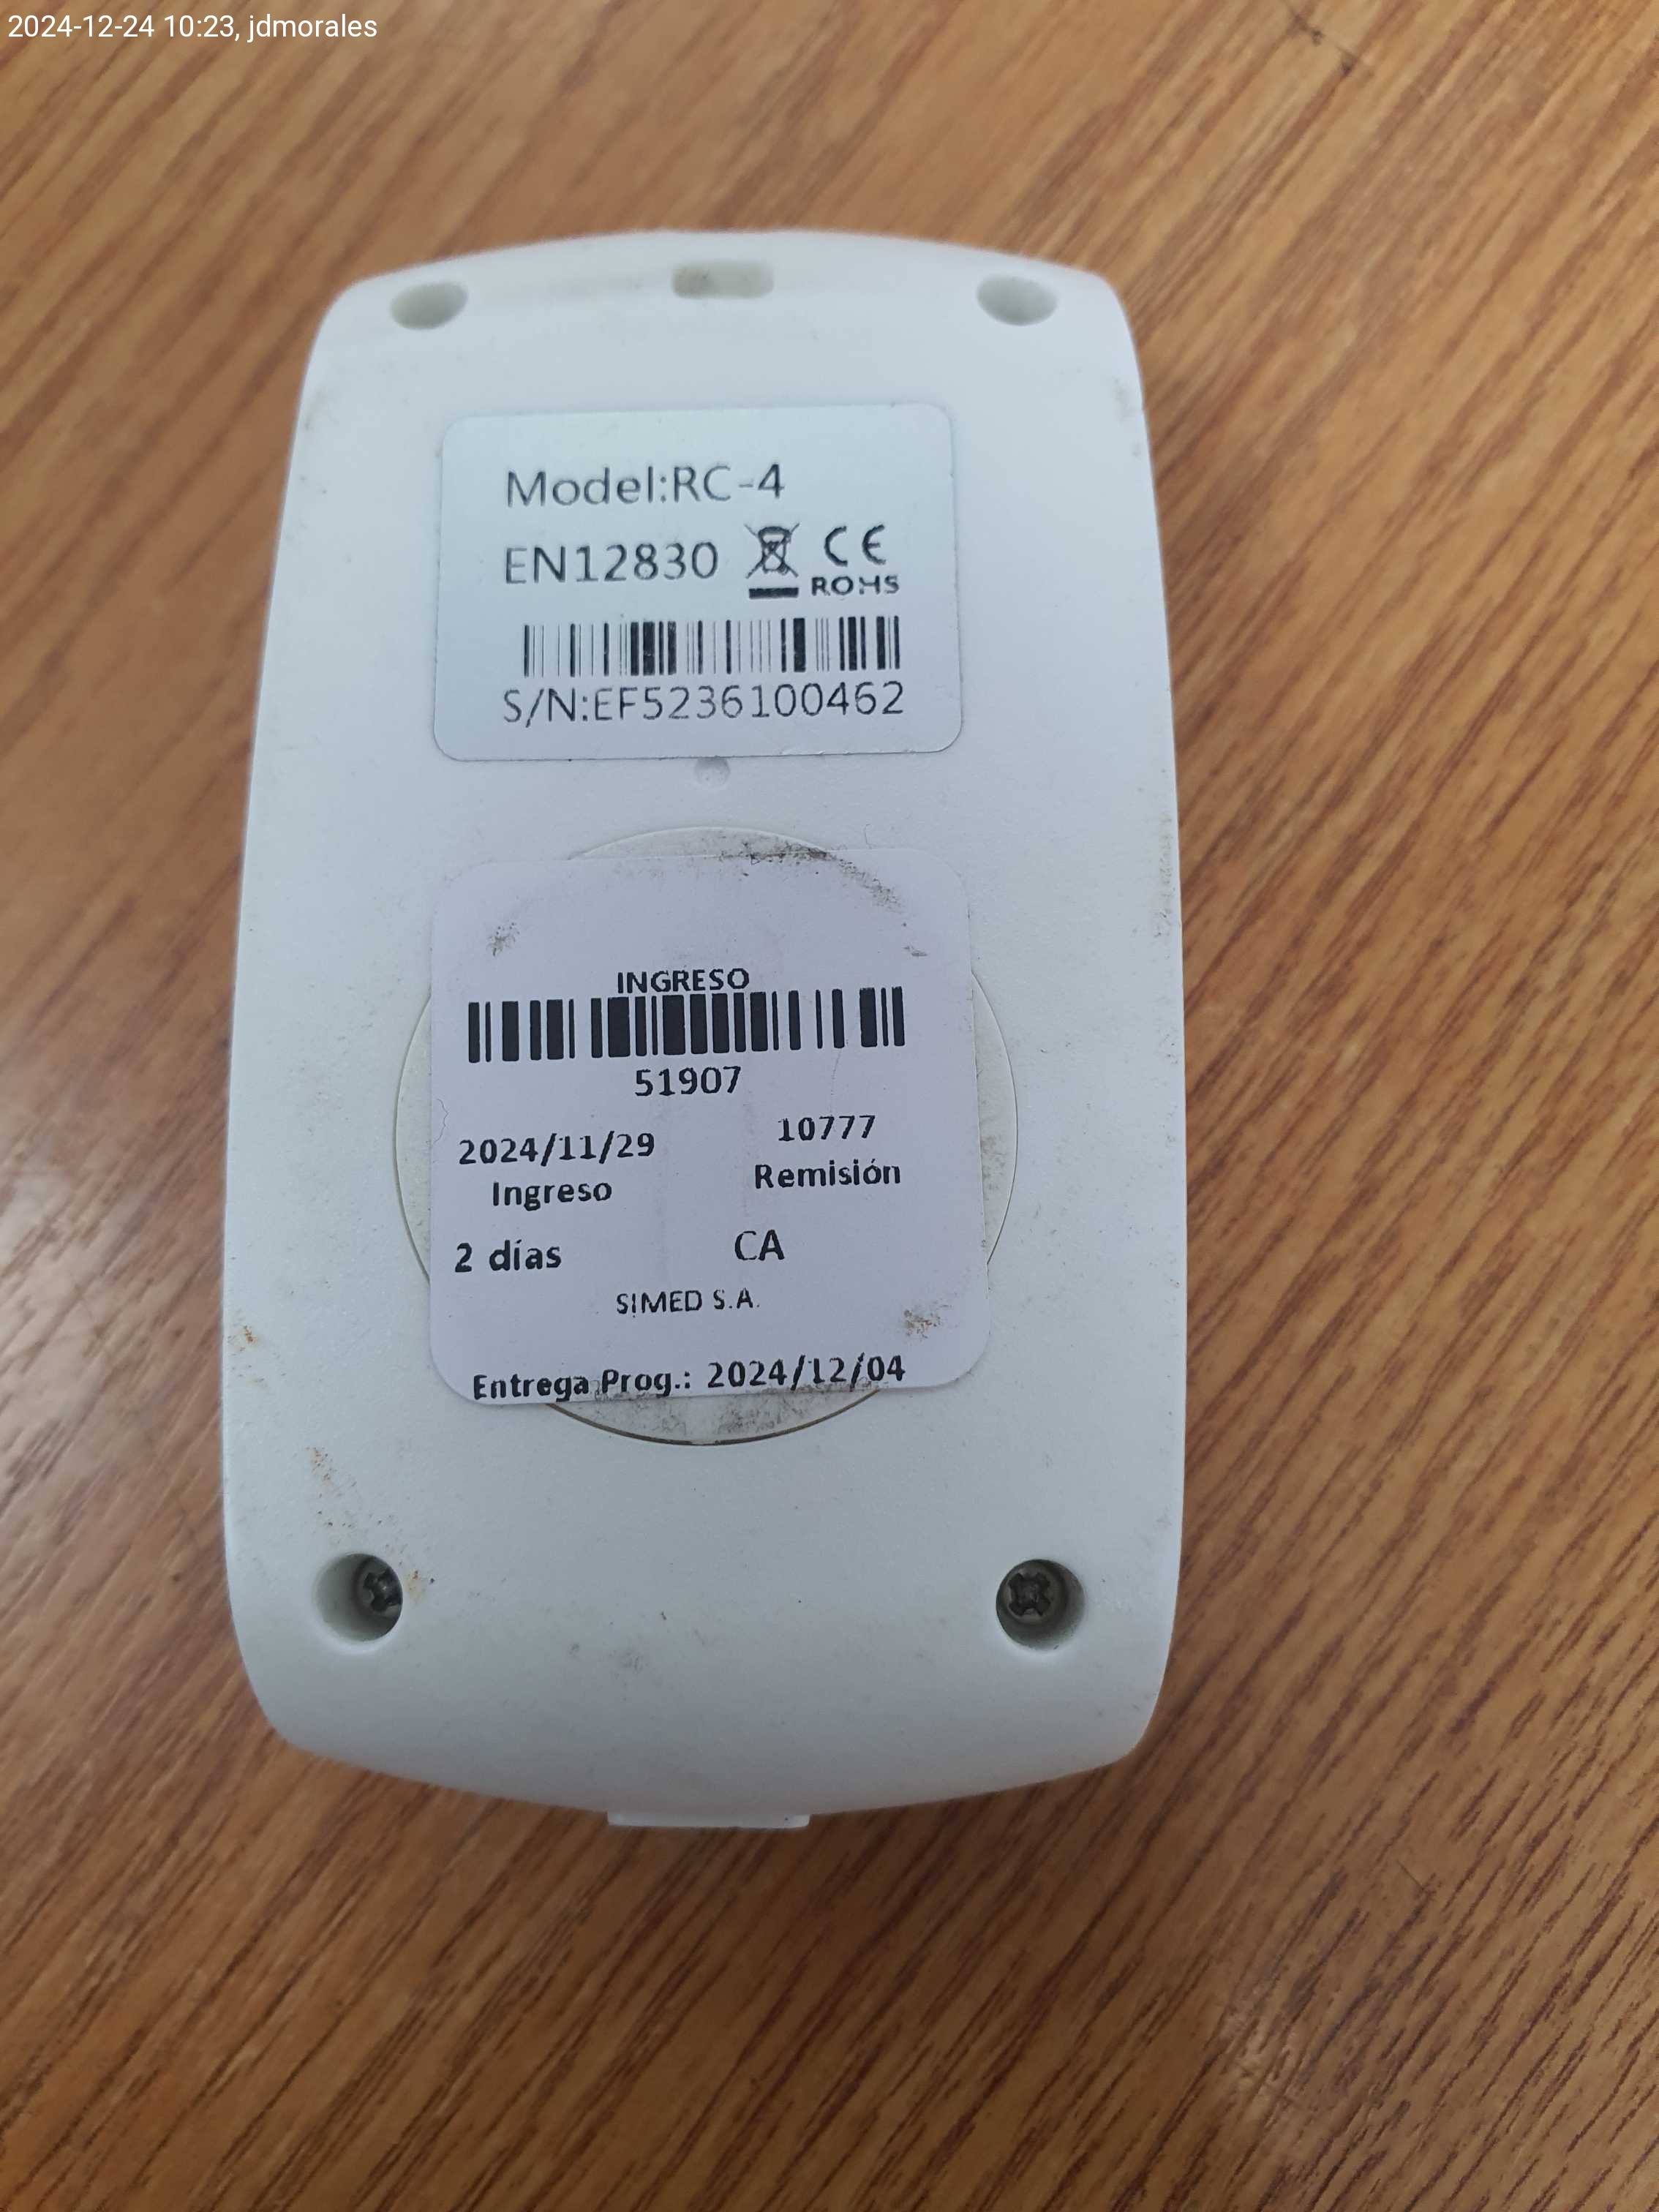 2024-12-24 10:23, jdmorales
Model:RC-4
EN12830 CE
ROHS
S/N:EF5236100462
INGRESO
51907
2024/11/29 10777
Ingreso Remisión
2 días CA
SIMED S.A.
Entrega Prog.: 2024/12/04